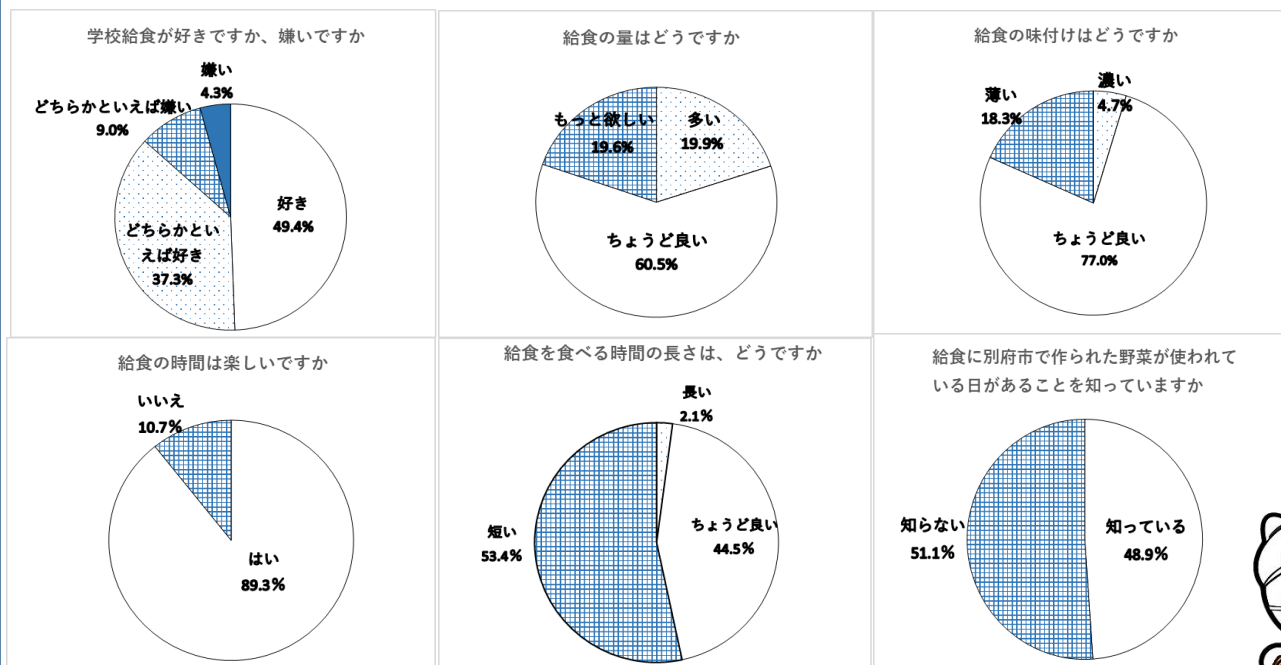 学校給食が好きですか、嫌いですか
嫌い
4.3%
どちらかといえば嫌い
9.0%
好き
49.4%
どちらかとい
えば好き
37.3%
給食の量はどうですか
もっと欲しい
19.6%
多い
19.9%
ちょうど良い
60.5%
給食の味付けはどうですか
濃い
4.7%
薄い
18.3%
ちょうど良い
77.0%
給食の時間は楽しいですか
いいえ
10.7%
はい
89.3%
給食を食べる時間の長さは、どうですか
長い
2.1%
ちょうど良い
44.5%
短い
53.4%
給食に別府市で作られた野菜が使われて
いる日があることを知っていますか
知らない
51.1%
知っている
48.9%